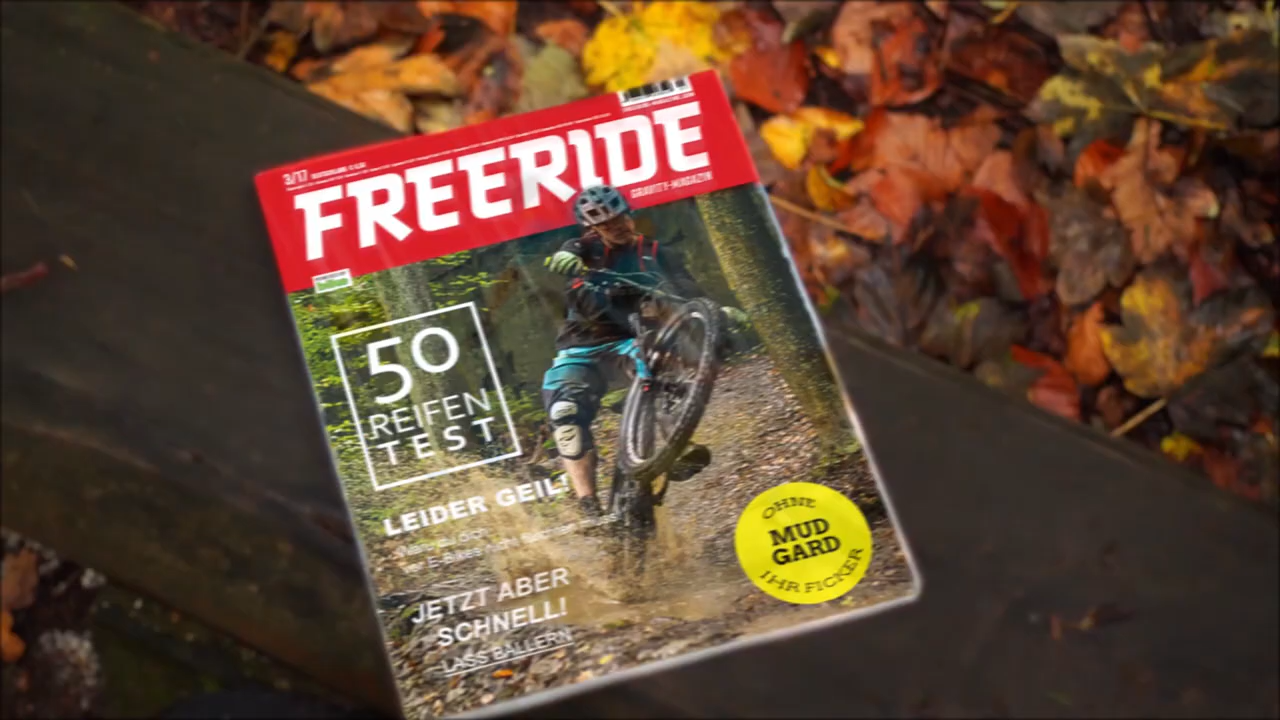 3/17
FREERIDE
GRAVITY-MAGAZIN
50
REIFEN
TEST
LEIDER GEIL!
JETZT ABER
SCHNELL!
LASS BALLERN
OHNE
MUD
GARD
IHR FICKER